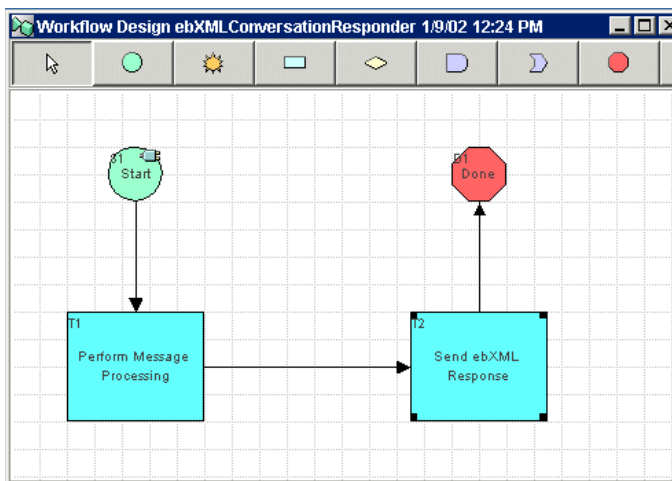 Workflow Design ebXMLConversationResponder 1/9/02 12:24 PM
S1
Start
D1
Done
T1
Perform Message
Processing
T2
Send ebXML
Response